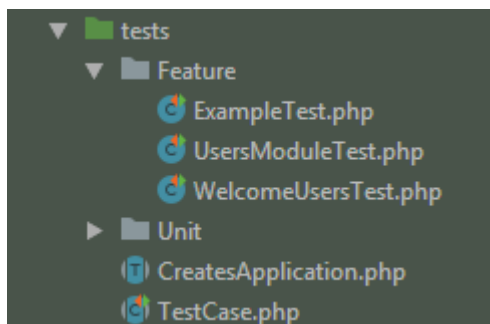 tests
Feature
ExampleTest.php
UsersModuleTest.php
WelcomeUsersTest.php
Unit
CreatesApplication.php
TestCase.php